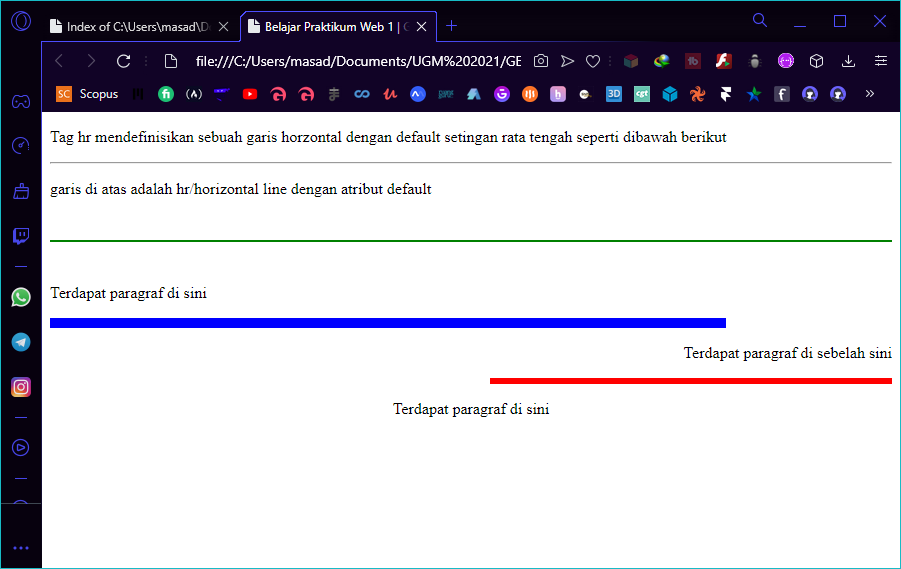 Index of C:\Users\masad\D
Belajar Praktikum Web 1 |
file:///C:/Users/masad/Documents/UGM%202021/GE
SC Scopus
Tag hr mendefinisikan sebuah garis horzontal dengan default setingan rata tengah seperti dibawah berikut
garis di atas adalah hr/horizontal line dengan atribut default
Terdapat paragraf di sini
Terdapat paragraf di sebelah sini
Terdapat paragraf di sini